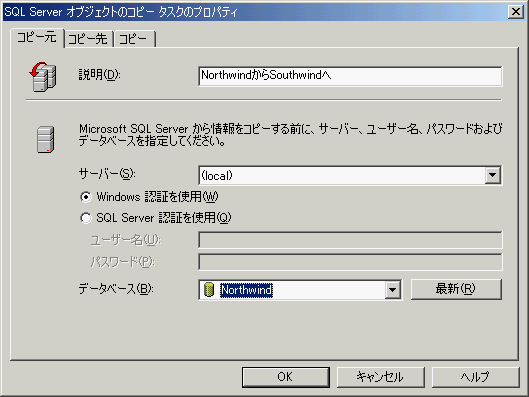 SQL Server オブジェクトのコピー タスクのプロパティ
コピー元 コピー先 コピー
説明(D): NorthwindからSouthwindへ
Microsoft SQL Server から情報をコピーする前に、サーバー、ユーザー名、パスワードおよび
データベースを指定してください。
サーバー(S): (local)
Windows 認証を使用(W)
SQL Server 認証を使用(Q)
ユーザー名(U):
パスワード(P):
データベース(B): Northwind 最新(R)
OK キャンセル ヘルプ